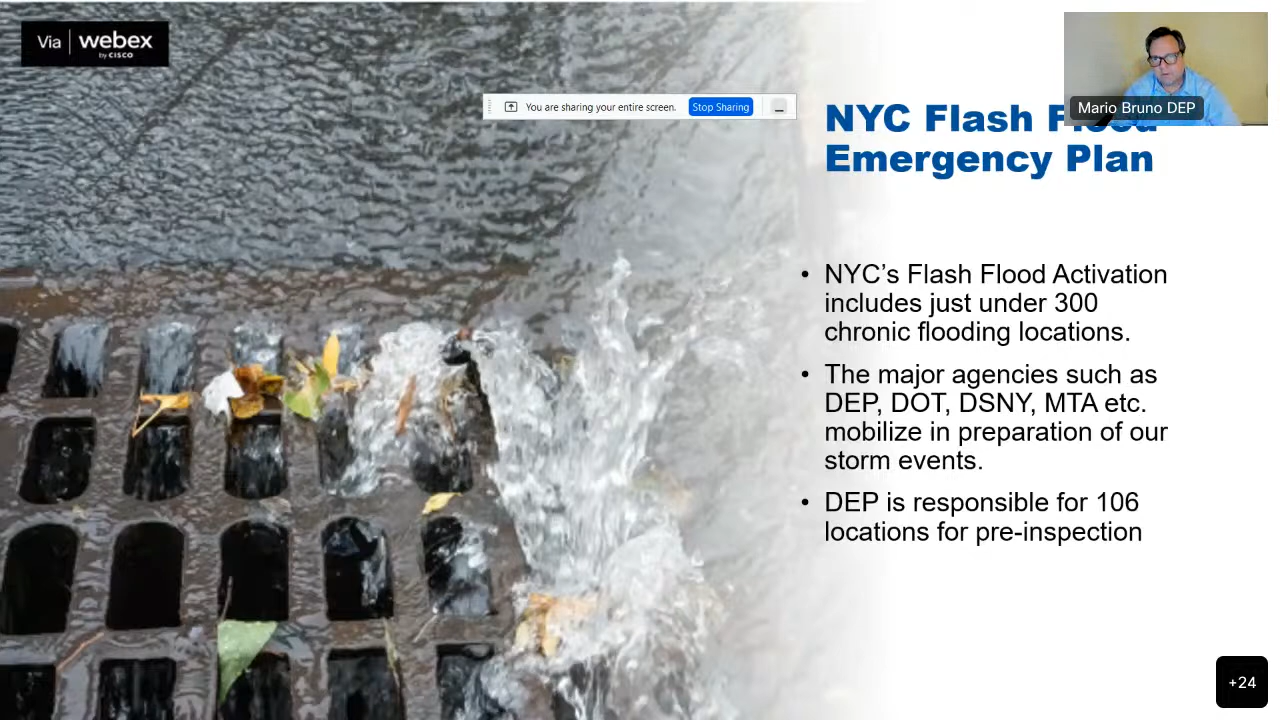 Via | webex
by CISCO
You are sharing your entire screen. Stop Sharing
Mario Bruno DEP
NYC Flash Flood
Emergency Plan
• NYC's Flash Flood Activation
includes just under 300
chronic flooding locations.
• The major agencies such as
DEP, DOT, DSNY, MTA etc.
mobilize in preparation of our
storm events.
• DEP is responsible for 106
locations for pre-inspection
+24